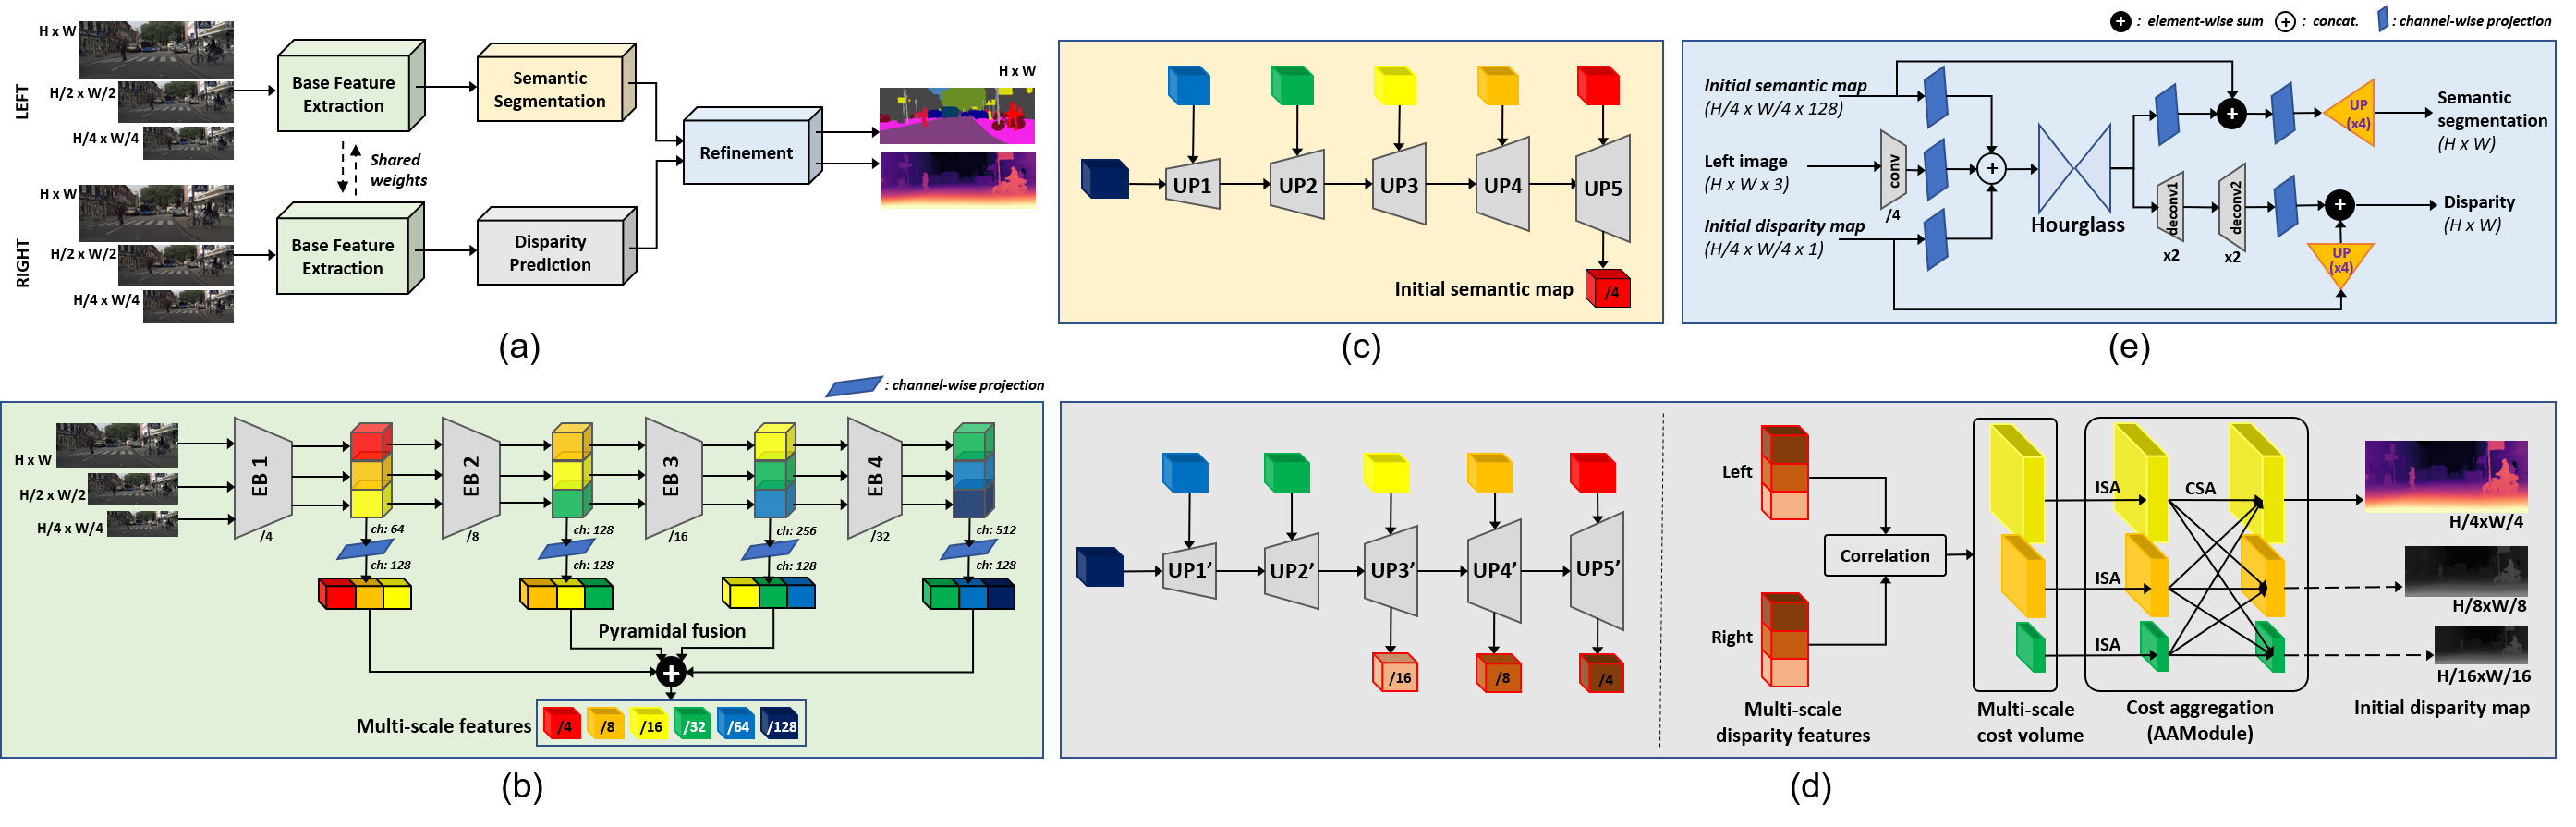 LEFT
H x W
H/2 x W/2
H/4 x W/4
Base Feature
Extraction
Semantic
Segmentation
Shared
weights
RIGHT
H x W
H/2 x W/2
H/4 x W/4
Base Feature
Extraction
Disparity
Prediction
Refinement
H x W
(a)
: channel-wise projection
H x W
H/2 x W/2
H/4 x W/4
EB 1
/4
EB 2
/8
EB 3
/16
EB 4
/32
ch: 64
ch: 128
ch: 256
ch: 512
ch: 128
ch: 128
ch: 128
ch: 128
Pyramidal fusion
+
Multi-scale features
/4
/8
/16
/32
/64
/128
(b)
UP1
UP2
UP3
UP4
UP5
Initial semantic map
/4
(c)
UP1'
UP2'
UP3'
UP4'
UP5'
/16
/8
/4
Left
Right
Multi-scale
disparity features
Correlation
Multi-scale
cost volume
ISA
CSA
ISA
ISA
Cost aggregation
(AAModule)
H/4xW/4
H/8xW/8
H/16xW/16
Initial disparity map
(d)
+ : element-wise sum
+ : concat.
: channel-wise projection
Initial semantic map
(H/4 x W/4 x 128)
Left image
(H x W x 3)
Initial disparity map
(H/4 x W/4 x 1)
conv
/4
+
Hourglass
deconv1
x2
deconv2
x2
+
UP
(x4)
+
UP
(x4)
Semantic
segmentation
(H x W)
Disparity
(H x W)
(e)